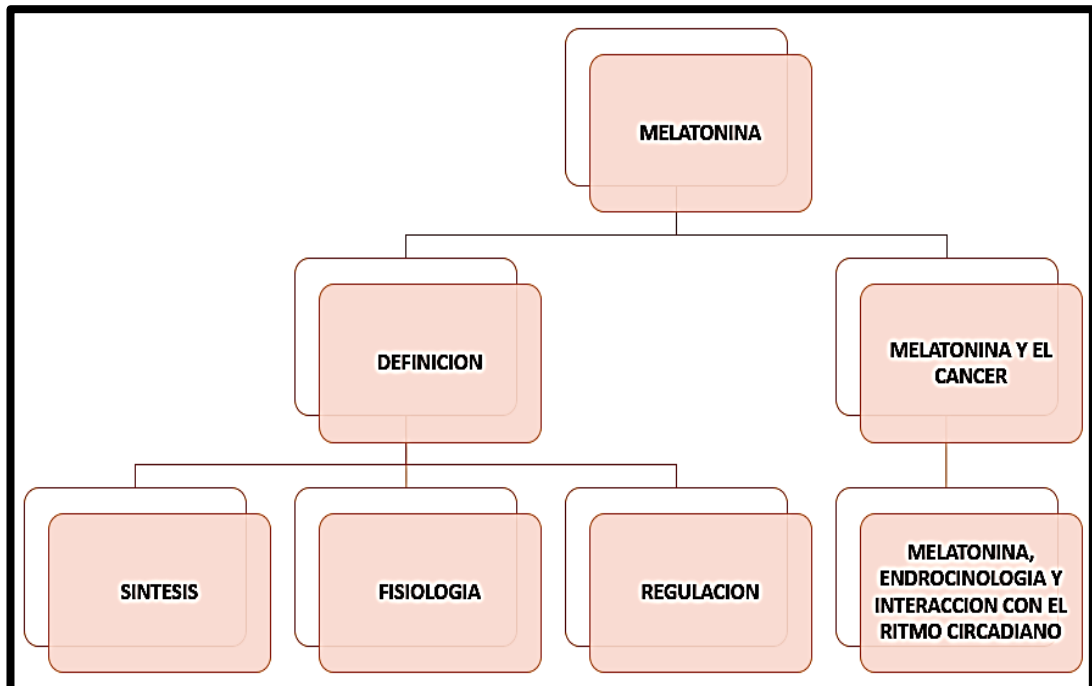 MELATONINA
DEFINICION
MELATONINA Y EL
CANCER
SINTESIS
FISIOLOGIA
REGULACION
MELATONINA,
ENDROCINOLOGIA Y
INTERACCION CON EL
RITMO CIRCADIANO